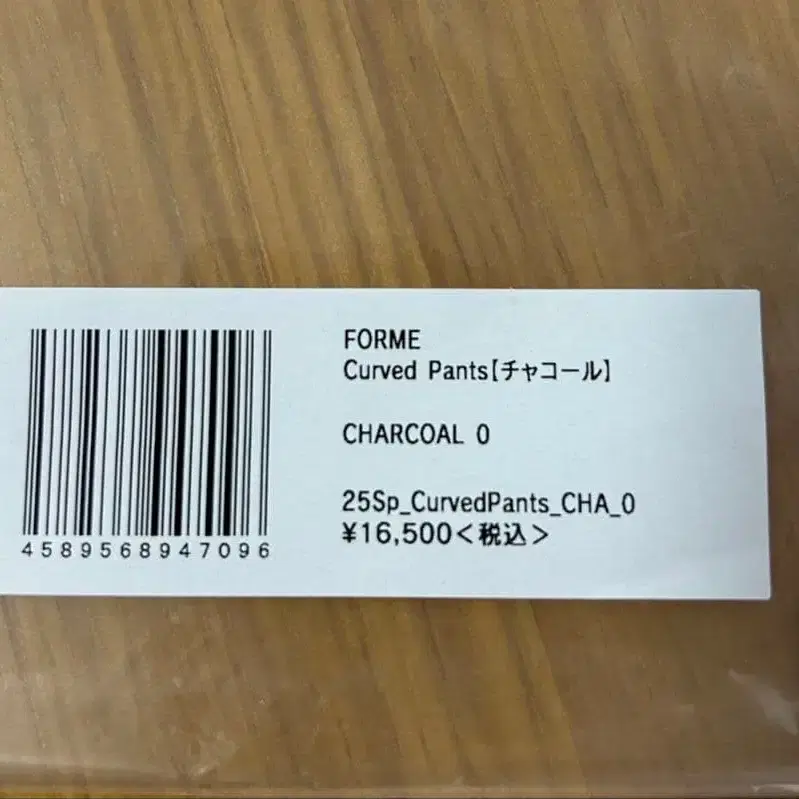 FORME
Curved Pants【チャコール】
CHARCOAL 0
25Sp_CurvedPants_CHA_0
¥16,500<税込>
4589568947096